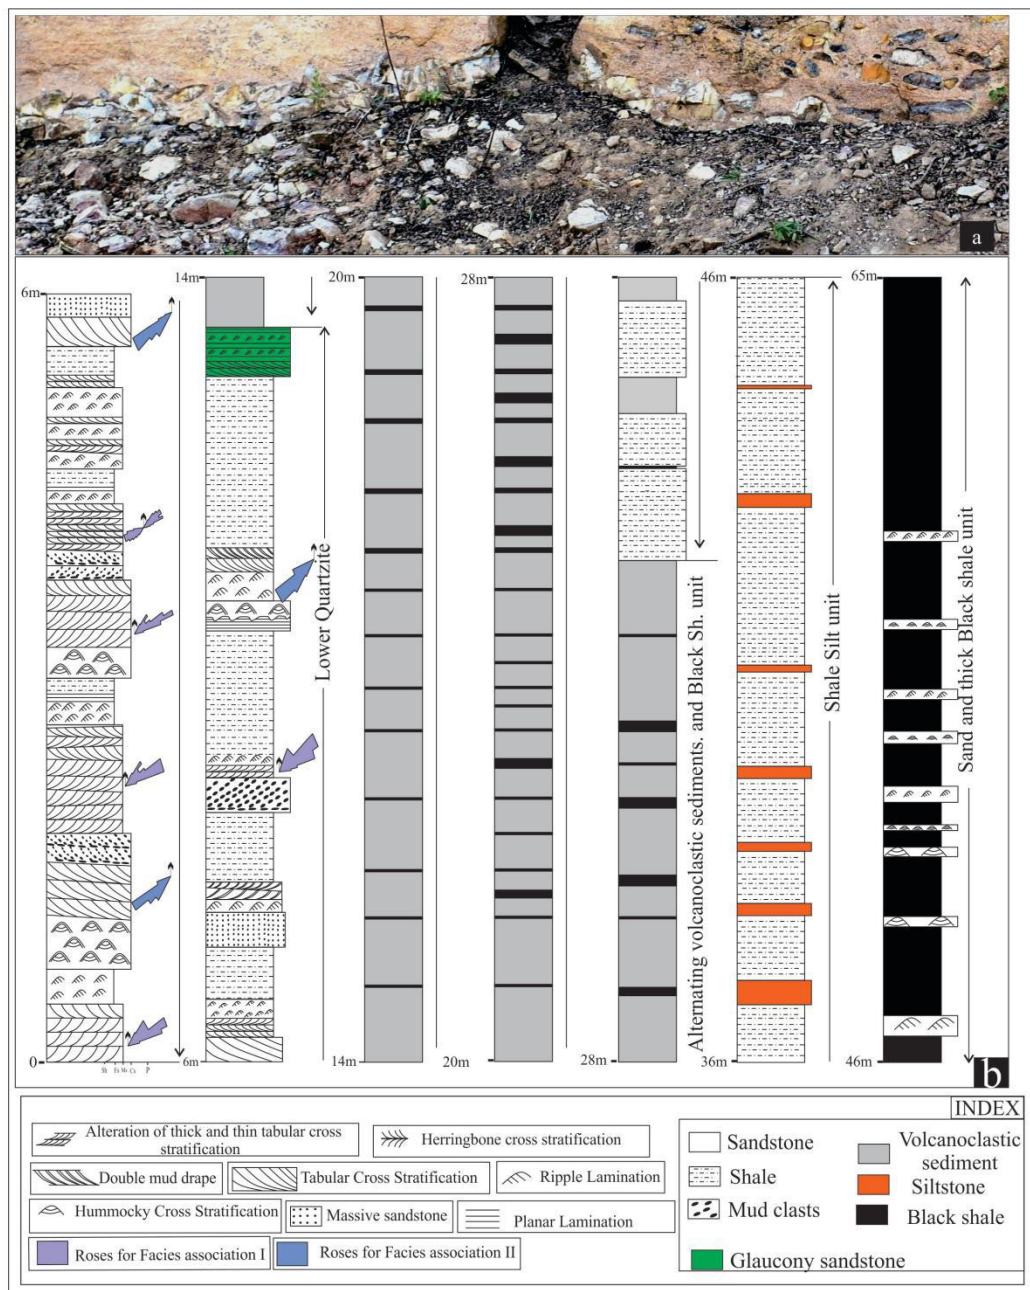 a
6m
0
Sh Fs Ms Cs P
14m
6m
Lower Quartzite
20m
14m
28m
20m
28m
Alternating volcanoclastic sediments. and Black Sh. unit
46m
36m
Shale Silt unit
65m
46m
Sand and thick Black shale unit
b
INDEX
Alteration of thick and thin tabular cross
stratification
Herringbone cross stratification
Double mud drape
Tabular Cross Stratification
Ripple Lamination
Hummocky Cross Stratification
Massive sandstone
Planar Lamination
Roses for Facies association I
Roses for Facies association II
Sandstone
Shale
Mud clasts
Glaucony sandstone
Volcanoclastic
sediment
Siltstone
Black shale